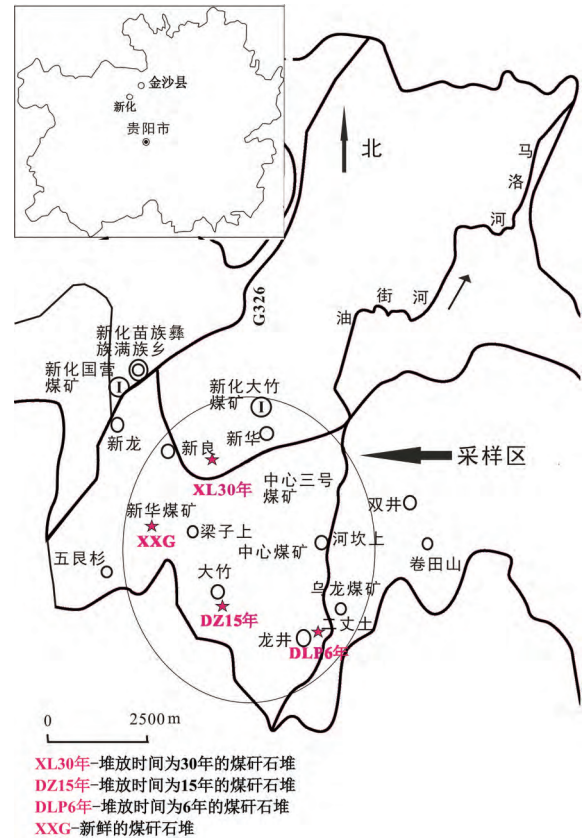 金沙县
新化
贵阳市
北
马
洛
河
油
街
河
G326
新化苗族彝
族满族乡
新化国营
煤矿
I
新化大竹
煤矿
I
新龙
新良
新华
采样区
XL30年
中心三号
煤矿
双井
新华煤矿
XXG
梁子上
中心煤矿
河坎上
卷田山
五艮杉
大竹
乌龙煤矿
DZ15年
二丈土
龙井
DLP6年
0
2500 m
XL30年-堆放时间为30年的煤矸石堆
DZ15年-堆放时间为15年的煤矸石堆
DLP6年-堆放时间为6年的煤矸石堆
XXG-新鲜的煤矸石堆